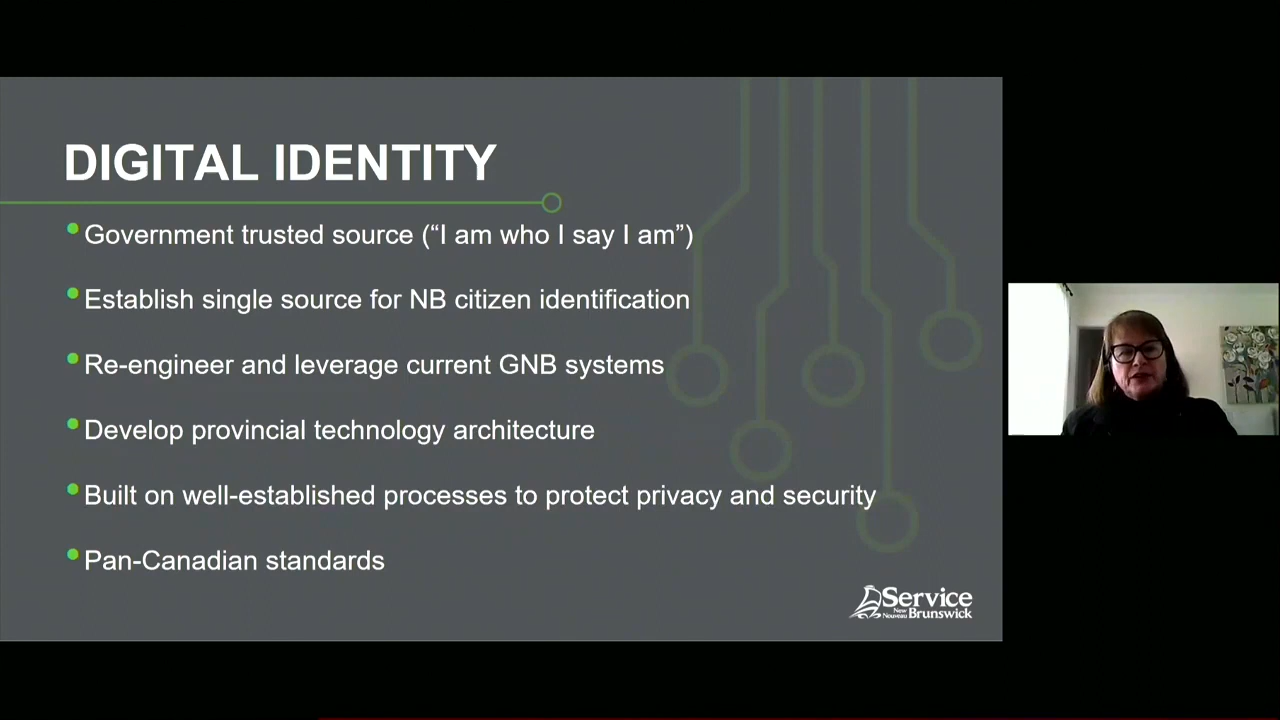 DIGITAL IDENTITY
Government trusted source (“I am who I say I am”)
Establish single source for NB citizen identification
Re-engineer and leverage current GNB systems
Develop provincial technology architecture
Built on well-established processes to protect privacy and security
Pan-Canadian standards
Service
New
Nouveau Brunswick